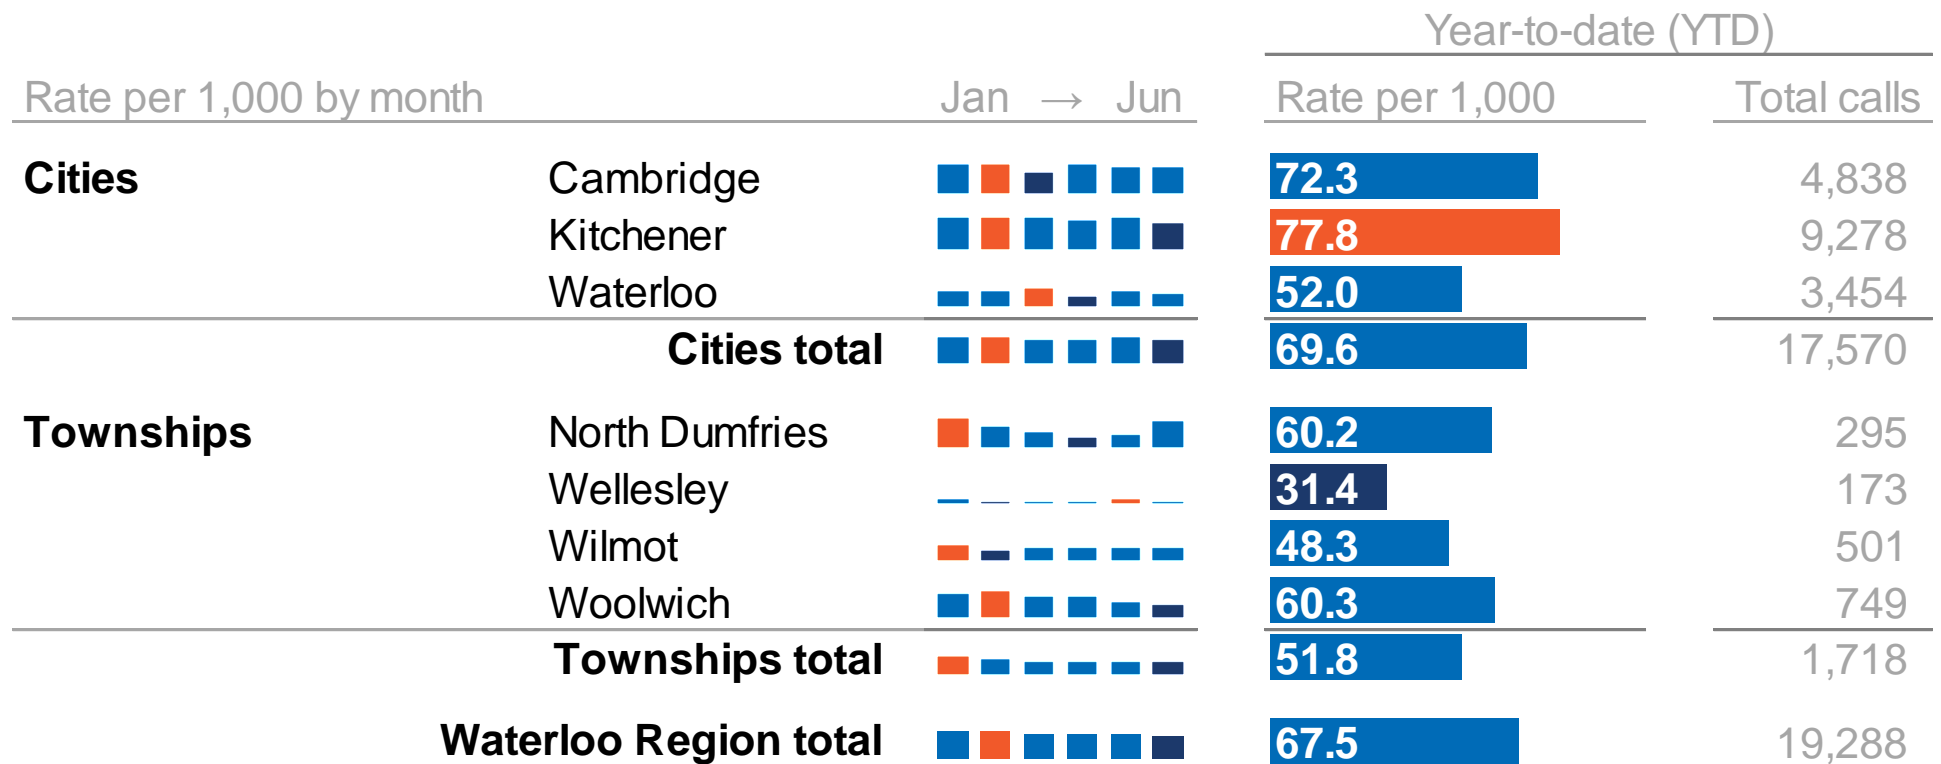 Year-to-date (YTD)
Rate per 1,000 by month Jan → Jun Rate per 1,000 Total calls
Cities Cambridge 72.3 4,838
Kitchener 77.8 9,278
Waterloo 52.0 3,454
Cities total 69.6 17,570
Townships North Dumfries 60.2 295
Wellesley 31.4 173
Wilmot 48.3 501
Woolwich 60.3 749
Townships total 51.8 1,718
Waterloo Region total 67.5 19,288